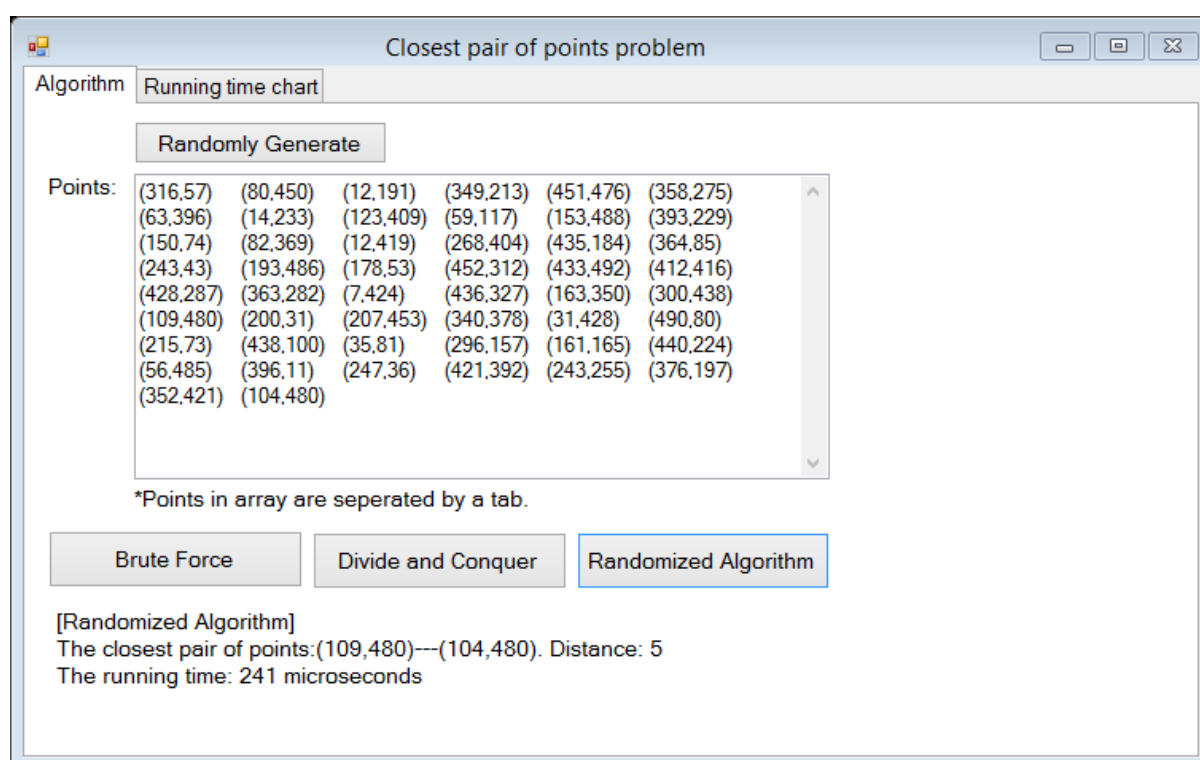 Closest pair of points problem
Algorithm Running time chart
Randomly Generate
Points:
(316,57) (80,450) (12,191) (349,213) (451,476) (358,275)
(63,396) (14,233) (123,409) (59,117) (153,488) (393,229)
(150,74) (82,369) (12,419) (268,404) (435,184) (364,85)
(243,43) (193,486) (178,53) (452,312) (433,492) (412,416)
(428,287) (363,282) (7,424) (436,327) (163,350) (300,438)
(109,480) (200,31) (207,453) (340,378) (31,428) (490,80)
(215,73) (438,100) (35,81) (296,157) (161,165) (440,224)
(56,485) (396,11) (247,36) (421,392) (243,255) (376,197)
(352,421) (104,480)
*Points in array are seperated by a tab.
Brute Force Divide and Conquer Randomized Algorithm
[Randomized Algorithm]
The closest pair of points:(109,480)---(104,480). Distance: 5
The running time: 241 microseconds